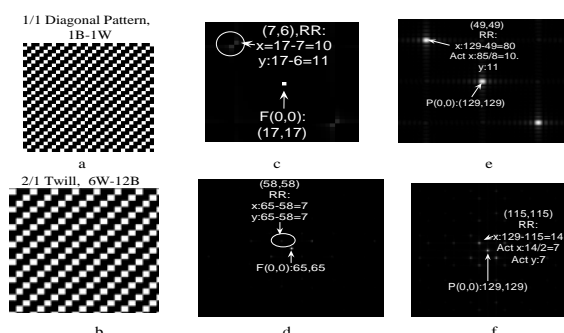 1/1 Diagonal Pattern,
1B-1W
a
(7,6),RR:
x=17-7=10
y:17-6=11
F(0,0):
(17,17)
c
(49,49)
RR:
x:129-49=80
Act x:85/8=10.
y:11
P(0,0):(129,129)
e
2/1 Twill, 6W-12B
b
(58,58)
RR:
x:65-58=7
y:65-58=7
F(0,0):65,65
d
(115,115)
RR:
x:129-115=14
Act x:14/2=7
Act y:7
P(0,0):129,129)
f